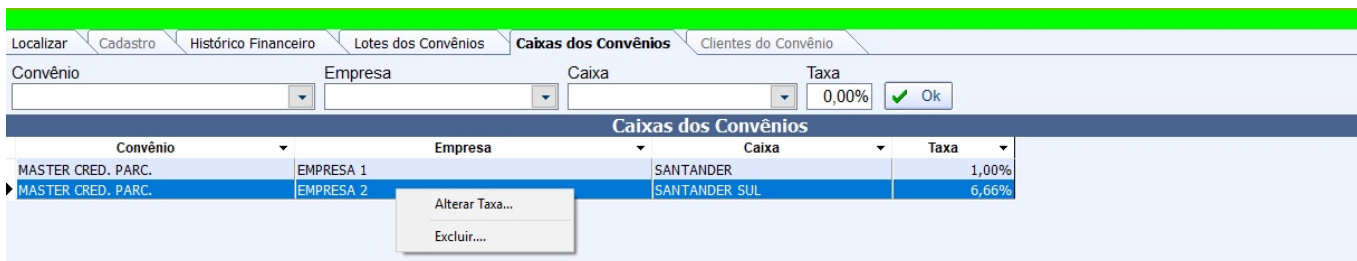 Localizar Cadastro Histórico Financeiro Lotes dos Convênios Caixas dos Convênios Clientes do Convênio
Convênio Empresa Caixa Taxa
0,00% Ok
Caixas dos Convênios
Convênio Empresa Caixa Taxa
MASTER CRED. PARC. EMPRESA 1 SANTANDER 1,00%
MASTER CRED. PARC. EMPRESA 2 SANTANDER SUL 6,66%
Alterar Taxa...
Excluir....